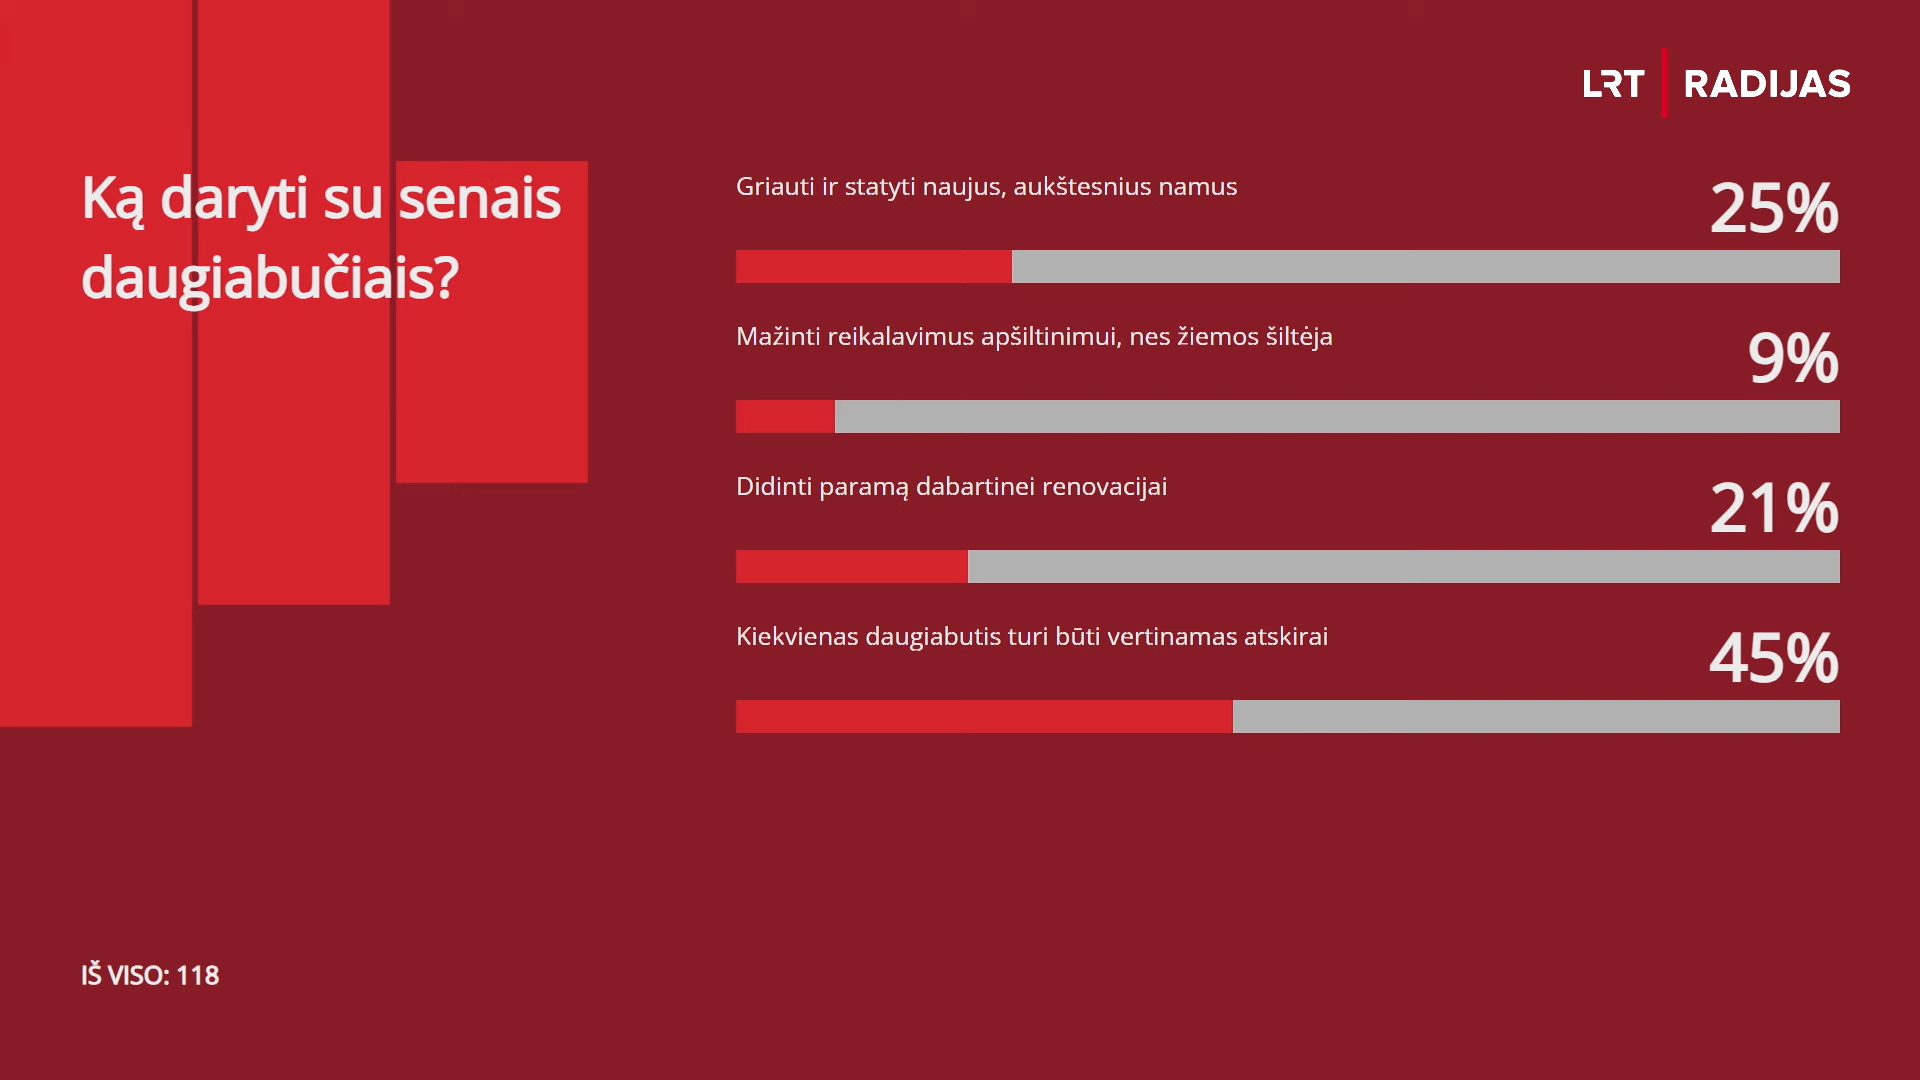 LRT RADIJAS
Ką daryti su senais
daugiabučiais?
Griauti ir statyti naujus, aukštesnius namus
25%
Mažinti reikalavimus apšiltinimui, nes žiemos šiltėja
9%
Didinti paramą dabartinei renovacijai
21%
Kiekvienas daugiabutis turi būti vertinamas atskirai
45%
IŠ VISO: 118